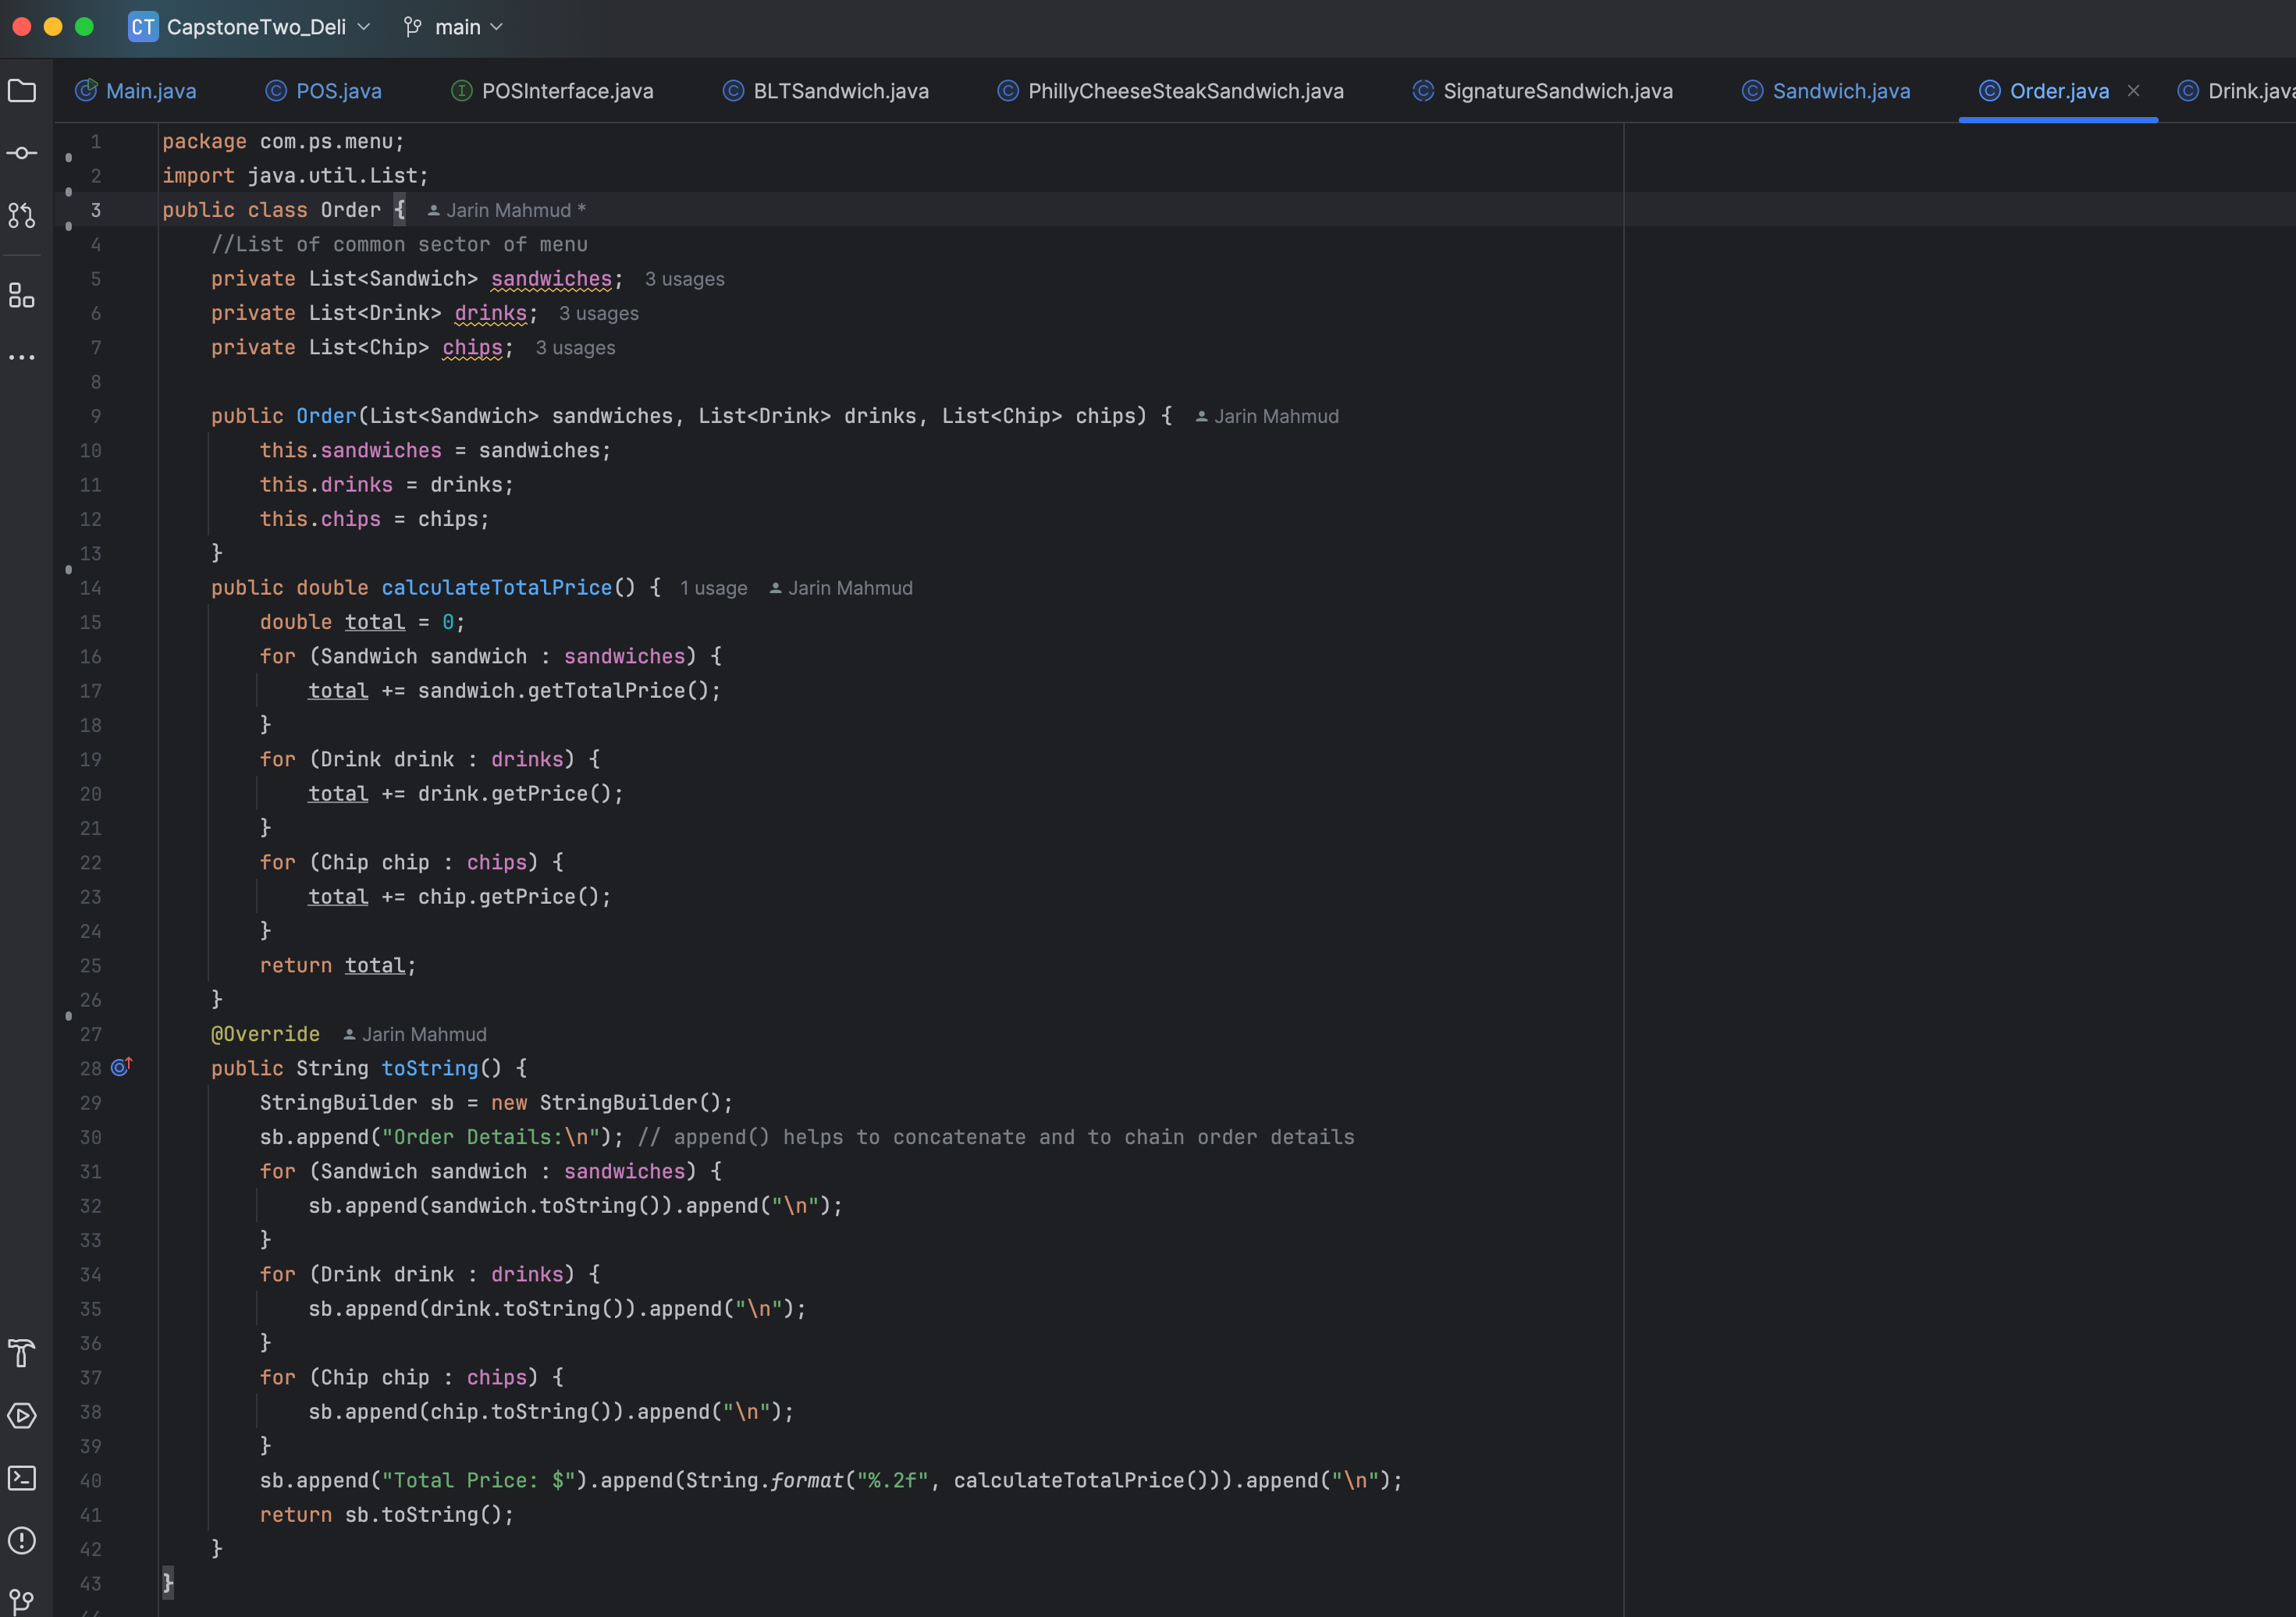 CT CapstoneTwo_Deli main
Main.java POS.java POSInterface.java BLTSandwich.java PhillyCheeseSteakSandwich.java SignatureSandwich.java Sandwich.java Order.java Drink.java
1 package com.ps.menu;
2 import java.util.List;
3 public class Order { Jarin Mahmud *
4 //List of common sector of menu
5 private List<Sandwich> sandwiches; 3 usages
6 private List<Drink> drinks; 3 usages
7 private List<Chip> chips; 3 usages
8
9 public Order(List<Sandwich> sandwiches, List<Drink> drinks, List<Chip> chips) { Jarin Mahmud
10 this.sandwiches = sandwiches;
11 this.drinks = drinks;
12 this.chips = chips;
13 }
14 public double calculateTotalPrice() { 1 usage Jarin Mahmud
15 double total = 0;
16 for (Sandwich sandwich : sandwiches) {
17 total += sandwich.getTotalPrice();
18 }
19 for (Drink drink : drinks) {
20 total += drink.getPrice();
21 }
22 for (Chip chip : chips) {
23 total += chip.getPrice();
24 }
25 return total;
26 }
27 @Override Jarin Mahmud
28 public String toString() {
29 StringBuilder sb = new StringBuilder();
30 sb.append("Order Details:\n"); // append() helps to concatenate and to chain order details
31 for (Sandwich sandwich : sandwiches) {
32 sb.append(sandwich.toString()).append("\n");
33 }
34 for (Drink drink : drinks) {
35 sb.append(drink.toString()).append("\n");
36 }
37 for (Chip chip : chips) {
38 sb.append(chip.toString()).append("\n");
39 }
40 sb.append("Total Price: $").append(String.format("%.2f", calculateTotalPrice())).append("\n");
41 return sb.toString();
42 }
43 }